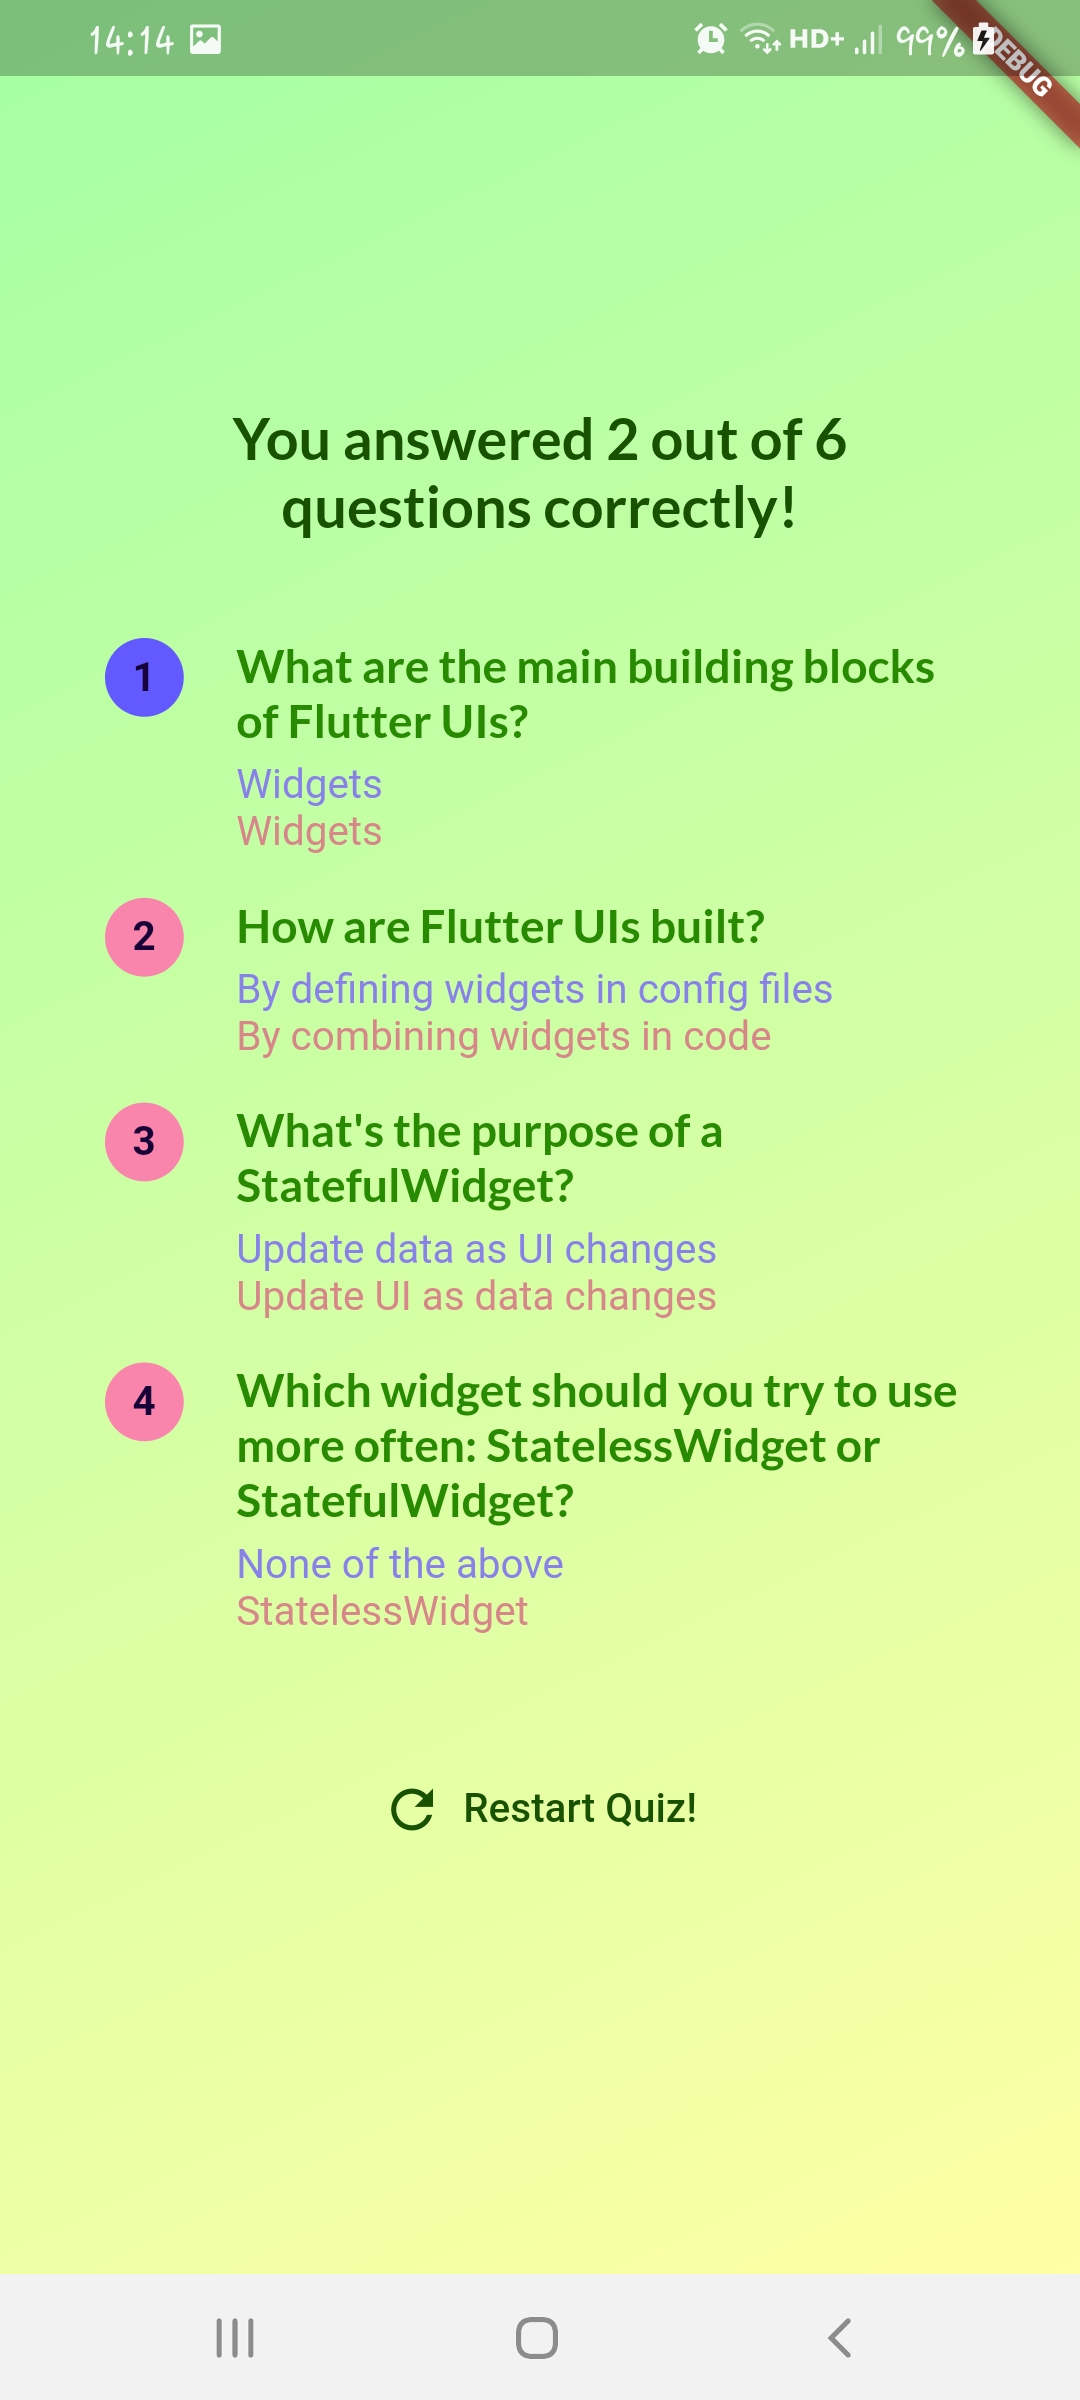 14:14 HD+ 99%
DEBUG
You answered 2 out of 6
questions correctly!
1 What are the main building blocks
of Flutter UIs?
Widgets
Widgets
2 How are Flutter UIs built?
By defining widgets in config files
By combining widgets in code
3 What's the purpose of a
StatefulWidget?
Update data as UI changes
Update UI as data changes
4 Which widget should you try to use
more often: StatelessWidget or
StatefulWidget?
None of the above
StatelessWidget
Restart Quiz!